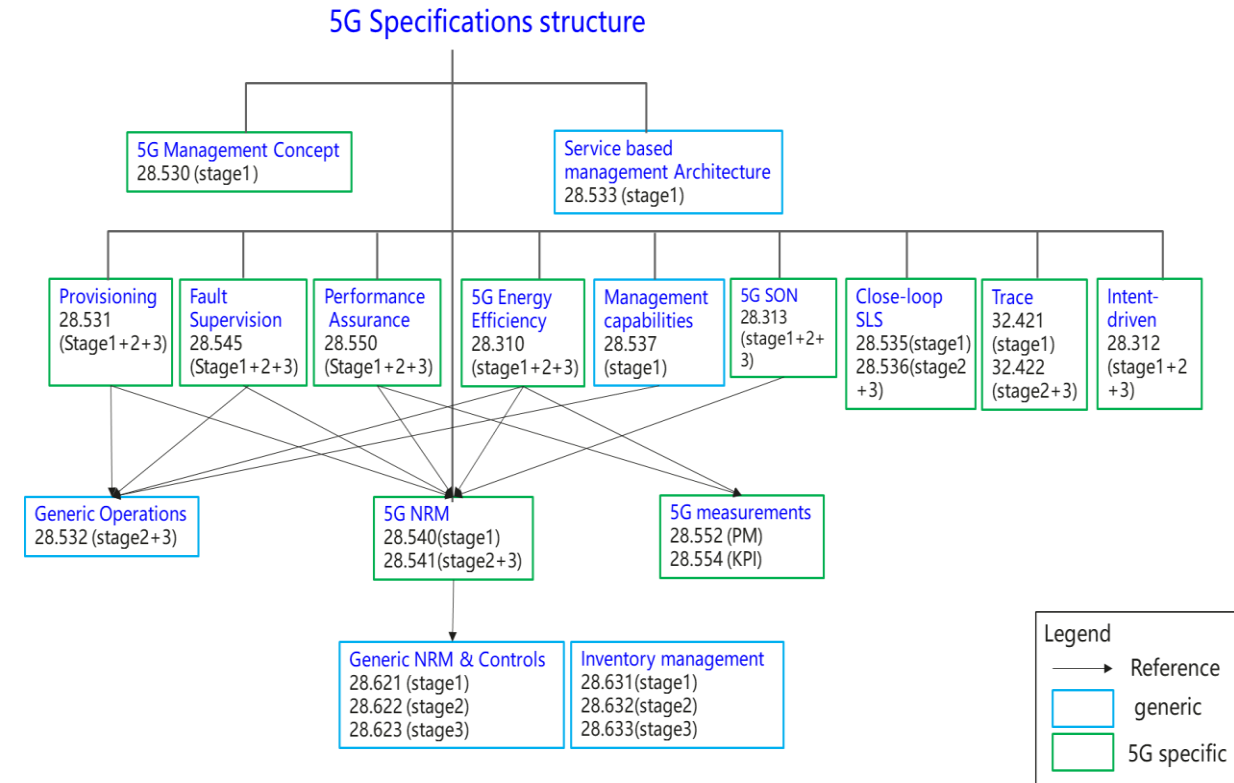 5G Specifications structure
5G Management Concept
28.530 (stage1)
Service based
management Architecture
28.533 (stage1)
Provisioning
28.531
(Stage1+2+3)
Fault
Supervision
28.545
(Stage1+2+3)
Performance
Assurance
28.550
(Stage1+2+3)
5G Energy
Efficiency
28.310
(stage1+2+3)
Management
capabilities
28.537
(stage1)
5G SON
28.313
(stage1+2+
3)
Close-loop
SLS
28.535(stage1)
28.536(stage2
+3)
Trace
32.421
(stage1)
32.422
(stage2+3)
Intent-
driven
28.312
(stage1+2
+3)
Generic Operations
28.532 (stage2+3)
5G NRM
28.540(stage1)
28.541(stage2+3)
5G measurements
28.552 (PM)
28.554 (KPI)
Generic NRM & Controls
28.621 (stage1)
28.622 (stage2)
28.623 (stage3)
Inventory management
28.631(stage1)
28.632(stage2)
28.633(stage3)
Legend
Reference
generic
5G specific